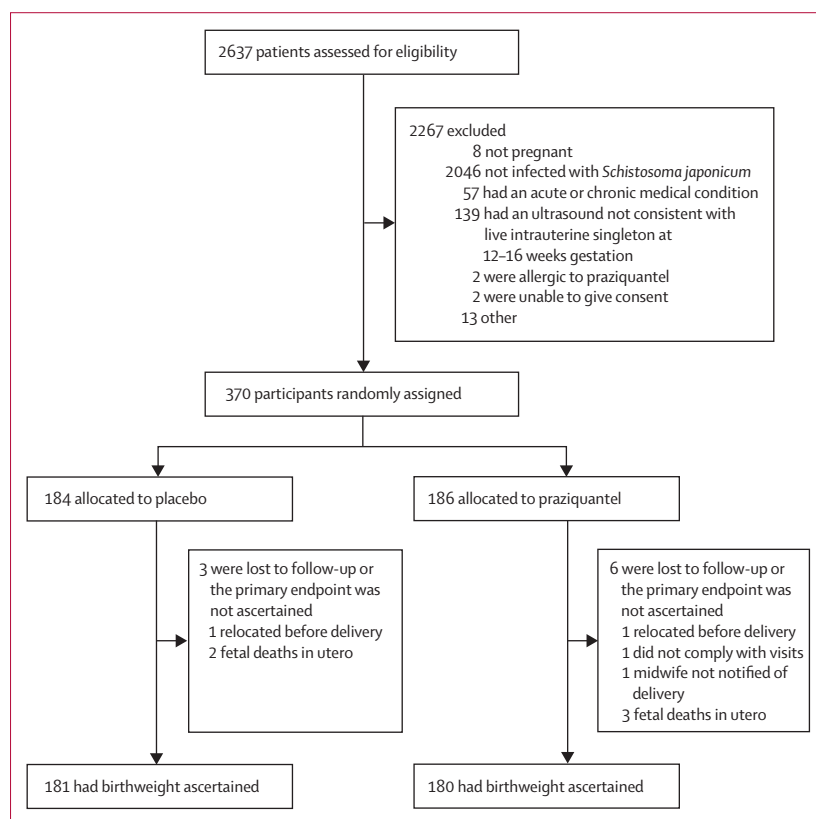 2637 patients assessed for eligibility
2267 excluded
8 not pregnant
2046 not infected with Schistosoma japonicum
57 had an acute or chronic medical condition
139 had an ultrasound not consistent with
live intrauterine singleton at
12–16 weeks gestation
2 were allergic to praziquantel
2 were unable to give consent
13 other
370 participants randomly assigned
184 allocated to placebo
186 allocated to praziquantel
3 were lost to follow-up or
the primary endpoint was
not ascertained
1 relocated before delivery
2 fetal deaths in utero
6 were lost to follow-up or
the primary endpoint was
not ascertained
1 relocated before delivery
1 did not comply with visits
1 midwife not notified of
delivery
3 fetal deaths in utero
181 had birthweight ascertained
180 had birthweight ascertained